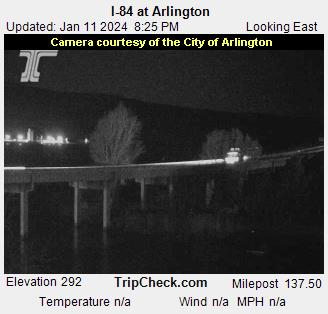 I-84 at Arlington
Updated: Jan 11 2024 8:25 PM Looking East
Camera courtesy of the City of Arlington
Elevation 292 TripCheck.com Milepost 137.50
Temperature n/a Wind n/a MPH n/a